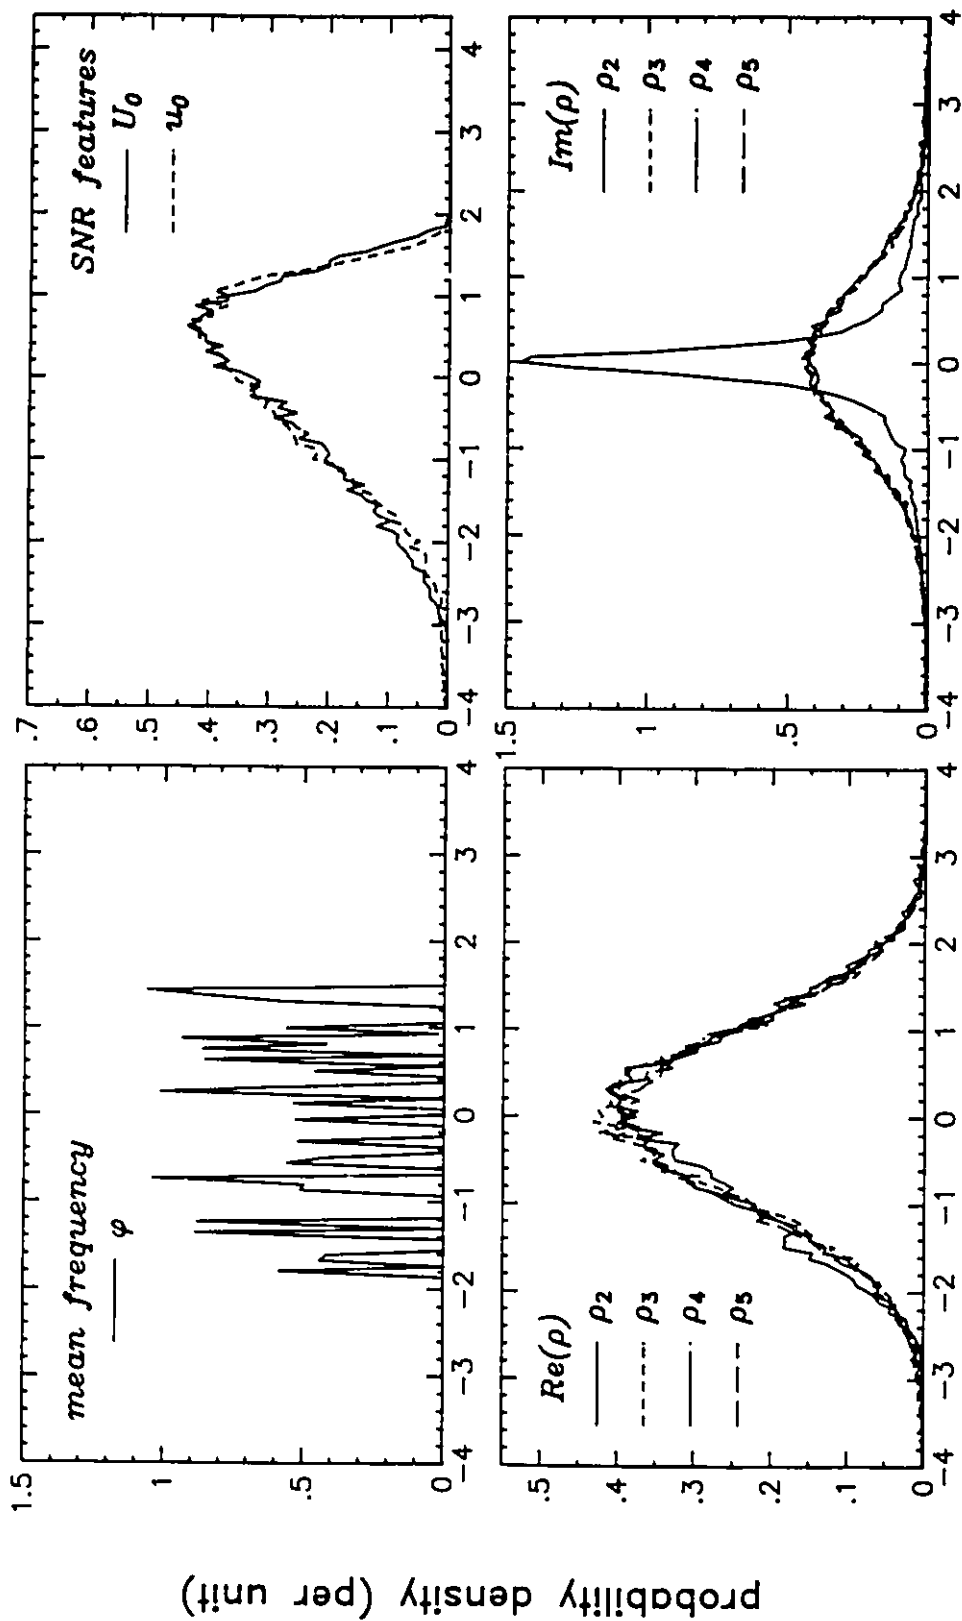 probability density (per unit)
mean frequency
φ
1.5
1
.5
0
-4 -3 -2 -1 0 1 2 3 4
SNR features
U₀
u₀
.7
.6
.5
.4
.3
.2
.1
0
-4 -3 -2 -1 0 1 2 3 4
Re(ρ)
ρ₂
ρ₃
ρ₄
ρ₅
.5
.4
.3
.2
.1
0
-4 -3 -2 -1 0 1 2 3 4
Im(ρ)
ρ₂
ρ₃
ρ₄
ρ₅
1.5
1
.5
0
-4 -3 -2 -1 0 1 2 3 4